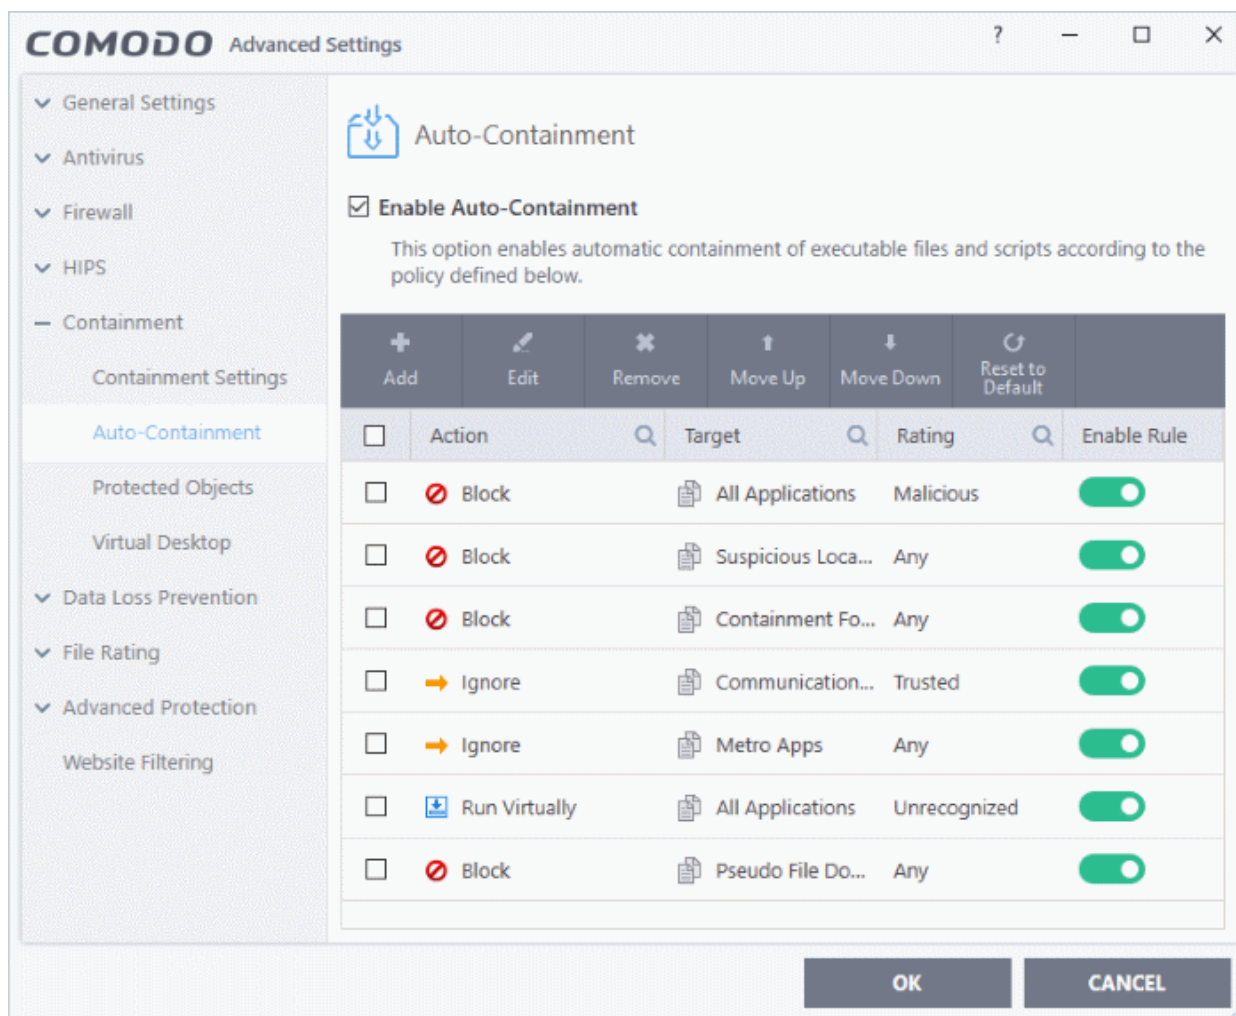 COMODO Advanced Settings ?
General Settings
Antivirus
Firewall
HIPS
Containment
Containment Settings
Auto-Containment
Protected Objects
Virtual Desktop
Data Loss Prevention
File Rating
Advanced Protection
Website Filtering
Auto-Containment
Enable Auto-Containment
This option enables automatic containment of executable files and scripts according to the
policy defined below.
Add Edit Remove Move Up Move Down Reset to
Default
Action Target Rating Enable Rule
Block All Applications Malicious
Block Suspicious Loca... Any
Block Containment Fo... Any
Ignore Communication... Trusted
Ignore Metro Apps Any
Run Virtually All Applications Unrecognized
Block Pseudo File Do... Any
OK CANCEL